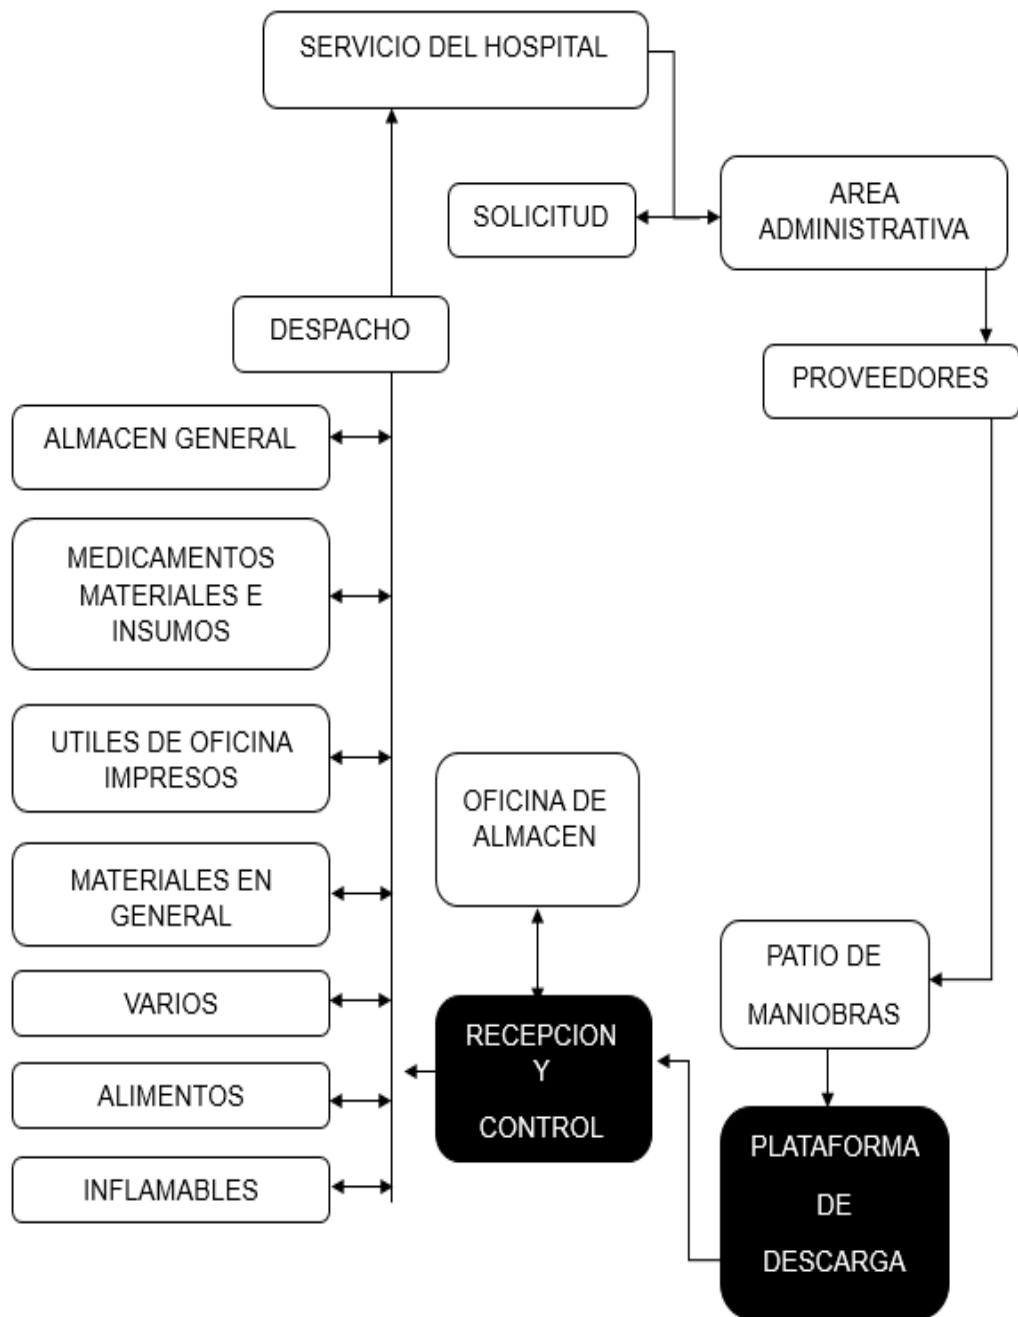 SERVICIO DEL HOSPITAL
AREA
ADMINISTRATIVA
SOLICITUD
DESPACHO
PROVEEDORES
ALMACEN GENERAL
MEDICAMENTOS
MATERIALES E
INSUMOS
UTILES DE OFICINA
IMPRESOS
OFICINA DE
ALMACEN
MATERIALES EN
GENERAL
PATIO DE
MANIOBRAS
VARIOS
RECEPCION
Y
CONTROL
ALIMENTOS
PLATAFORMA
DE
DESCARGA
INFLAMABLES